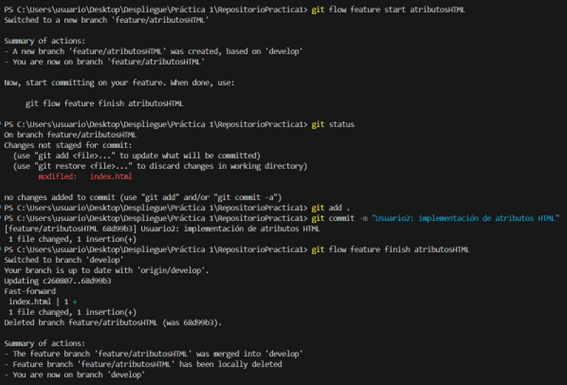 PS C:\Users\usuario\Desktop\Despliegue\Práctica 1\RepositorioPractica1> git flow feature start atributosHTML
Switched to a new branch 'feature/atributosHTML'
Summary of actions:
- A new branch 'feature/atributosHTML' was created, based on 'develop'
- You are now on branch 'feature/atributosHTML'
Now, start committing on your feature. When done, use:
git flow feature finish atributosHTML
PS C:\Users\usuario\Desktop\Despliegue\Práctica 1\RepositorioPractica1> git status
On branch feature/atributosHTML
Changes not staged for commit:
(use "git add <file>..." to update what will be committed)
(use "git restore <file>..." to discard changes in working directory)
modified: index.html
no changes added to commit (use "git add" and/or "git commit -a")
PS C:\Users\usuario\Desktop\Despliegue\Práctica 1\RepositorioPractica1> git add .
PS C:\Users\usuario\Desktop\Despliegue\Práctica 1\RepositorioPractica1> git commit -m "Usuario2: implementación de atributos HTML"
[feature/atributosHTML 68d99b3] Usuario2: implementación de atributos HTML
1 file changed, 1 insertion(+)
PS C:\Users\usuario\Desktop\Despliegue\Práctica 1\RepositorioPractica1> git flow feature finish atributosHTML
Switched to branch 'develop'
Your branch is up to date with 'origin/develop'.
Updating c260807..68d99b3
Fast-forward
index.html | 1 +
1 file changed, 1 insertion(+)
Deleted branch feature/atributosHTML (was 68d99b3).
Summary of actions:
- The feature branch 'feature/atributosHTML' was merged into 'develop'
- Feature branch 'feature/atributosHTML' has been locally deleted
- You are now on branch 'develop'